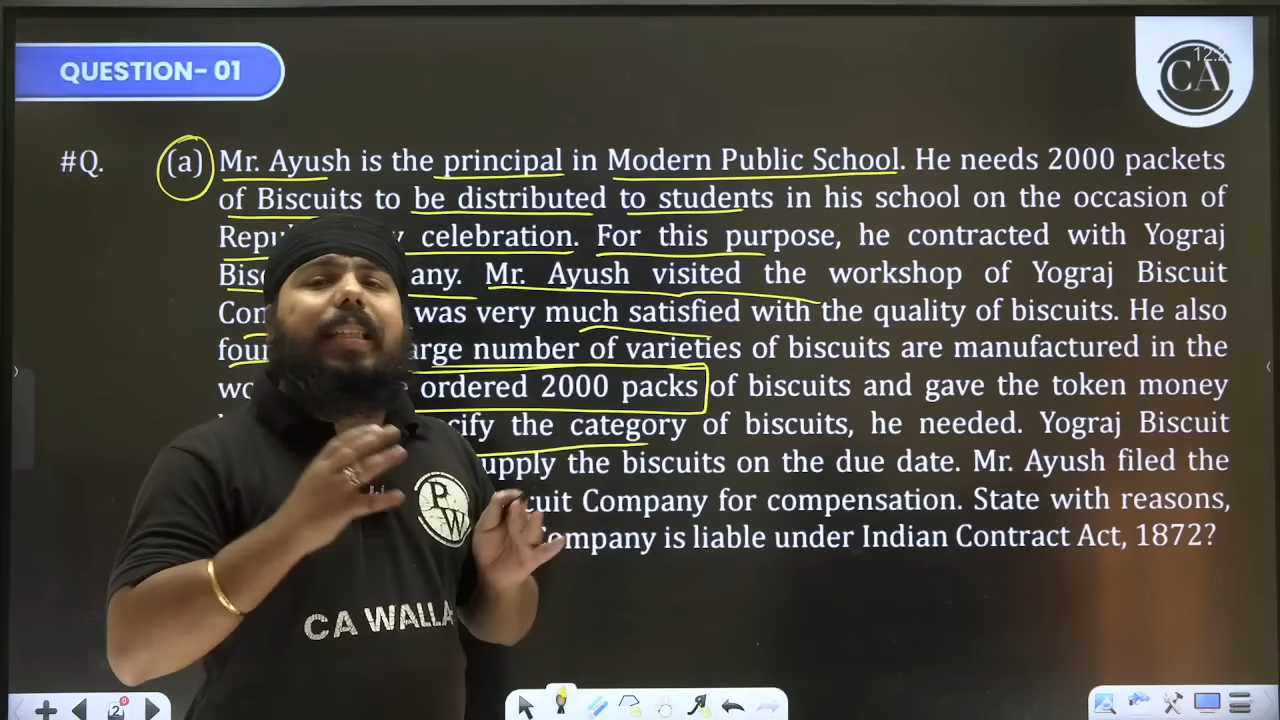 QUESTION- 01
CA
12:2
#Q. (a) Mr. Ayush is the principal in Modern Public School. He needs 2000 packets
of Biscuits to be distributed to students in his school on the occasion of
celebration. For this purpose, he contracted with Yograj
Mr. Ayush visited the workshop of Yograj Biscuit
was very much satisfied with the quality of biscuits. He also
number of varieties of biscuits are manufactured in the
ordered 2000 packs of biscuits and gave the token money
the category of biscuits, he needed. Yograj Biscuit
the biscuits on the due date. Mr. Ayush filed the
Company for compensation. State with reasons,
is liable under Indian Contract Act, 1872?
PW
CA WALLA
2